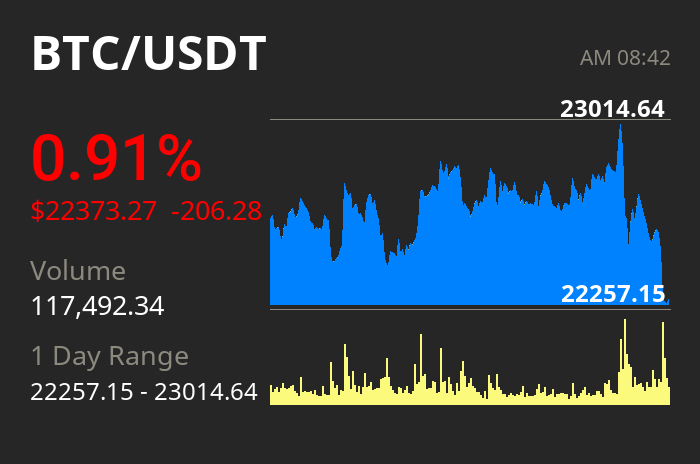 BTC/USDT
AM 08:42
23014.64
0.91%
$22373.27 -206.28
Volume
117,492.34
22257.15
1 Day Range
22257.15 - 23014.64